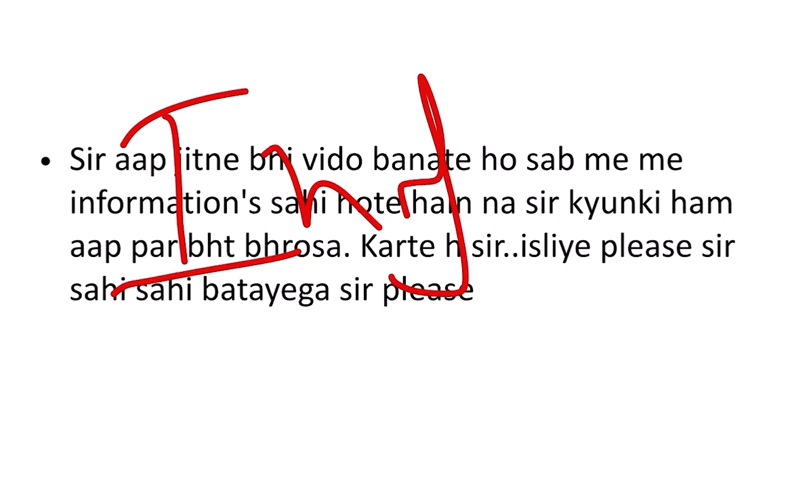 • Sir aap jitne bhi vido banate ho sab me me
information's sahi hote hain na sir kyunki ham
aap par bht bhrosa. Karte h sir..isliye please sir
sahi sahi batayega sir please